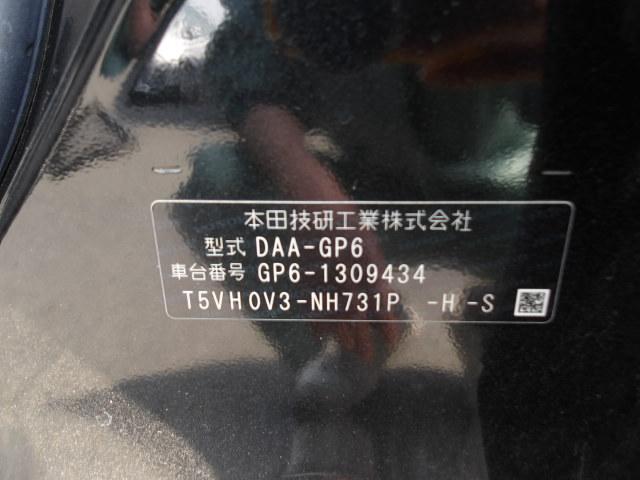 本田技研工業株式会社
型式 DAA-GP6
車台番号 GP6-1309434
T5VH0V3-NH731P -H -S